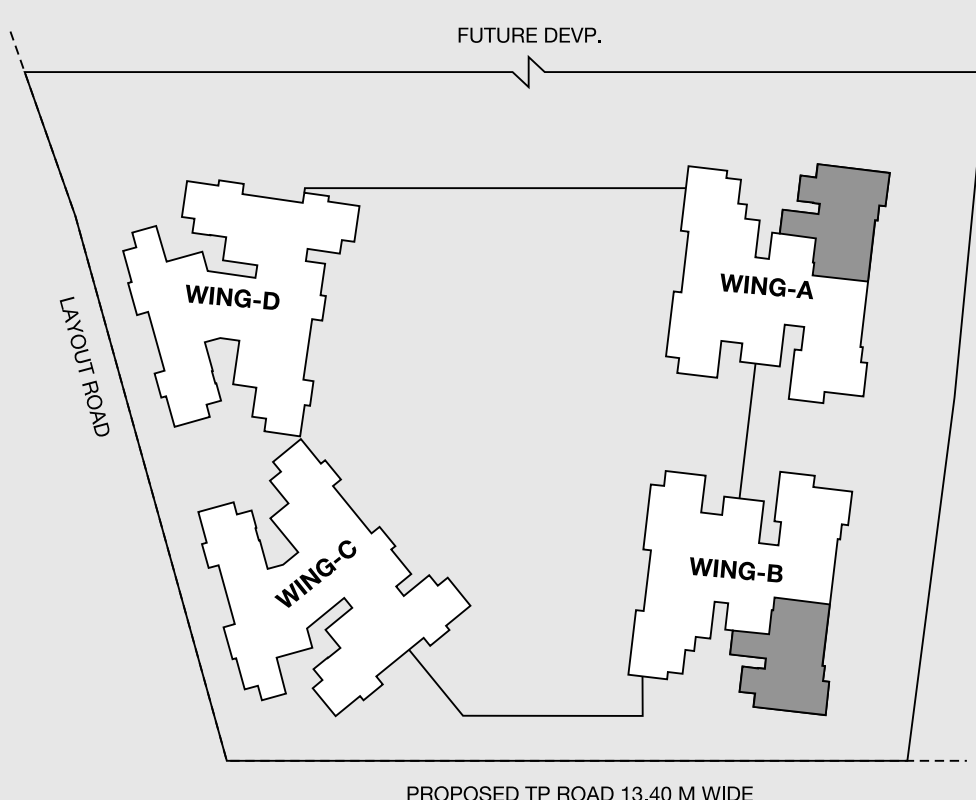 FUTURE DEVP.
WING-A
WING-D
LAYOUT ROAD
WING-C
WING-B
PROPOSED TP ROAD 13.40 M WIDE